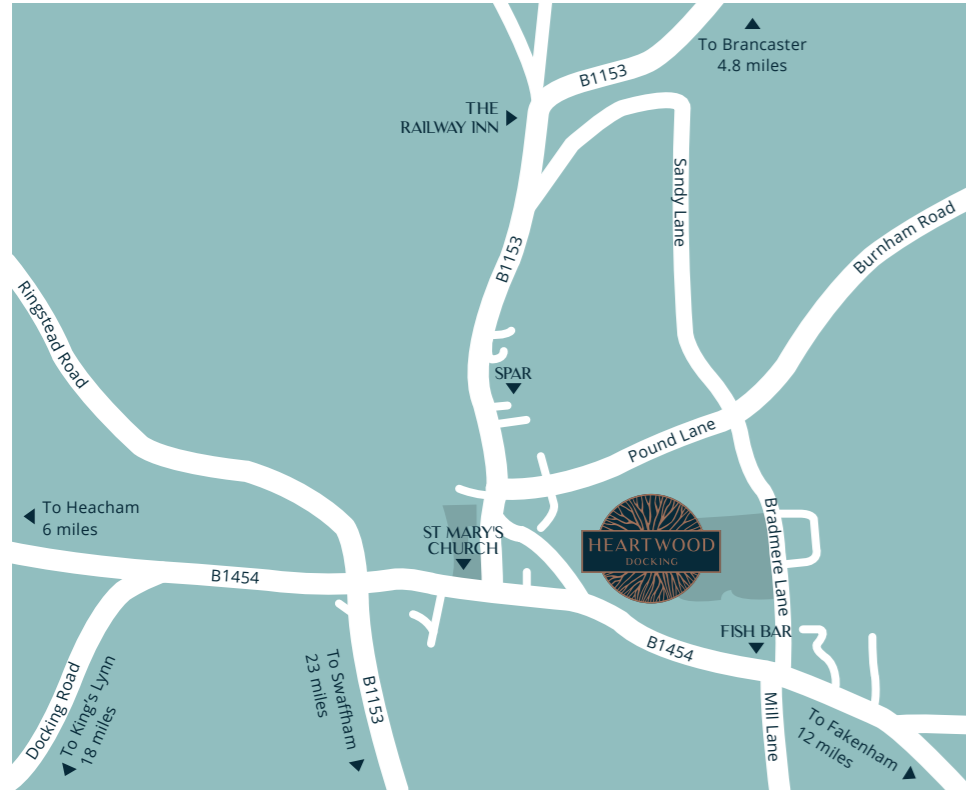 To Brancaster
4.8 miles
B1153
THE
RAILWAY INN
Sandy Lane
Burnham Road
B1153
Ringstead Road
SPAR
Pound Lane
To Heacham
6 miles
ST MARY'S
CHURCH
HEARTWOOD
DOCKING
Bradmere Lane
B1454
FISH BAR
B1454
Docking Road
To King's Lynn
18 miles
To Swaffham
23 miles
B1153
Mill Lane
To Fakenham
12 miles